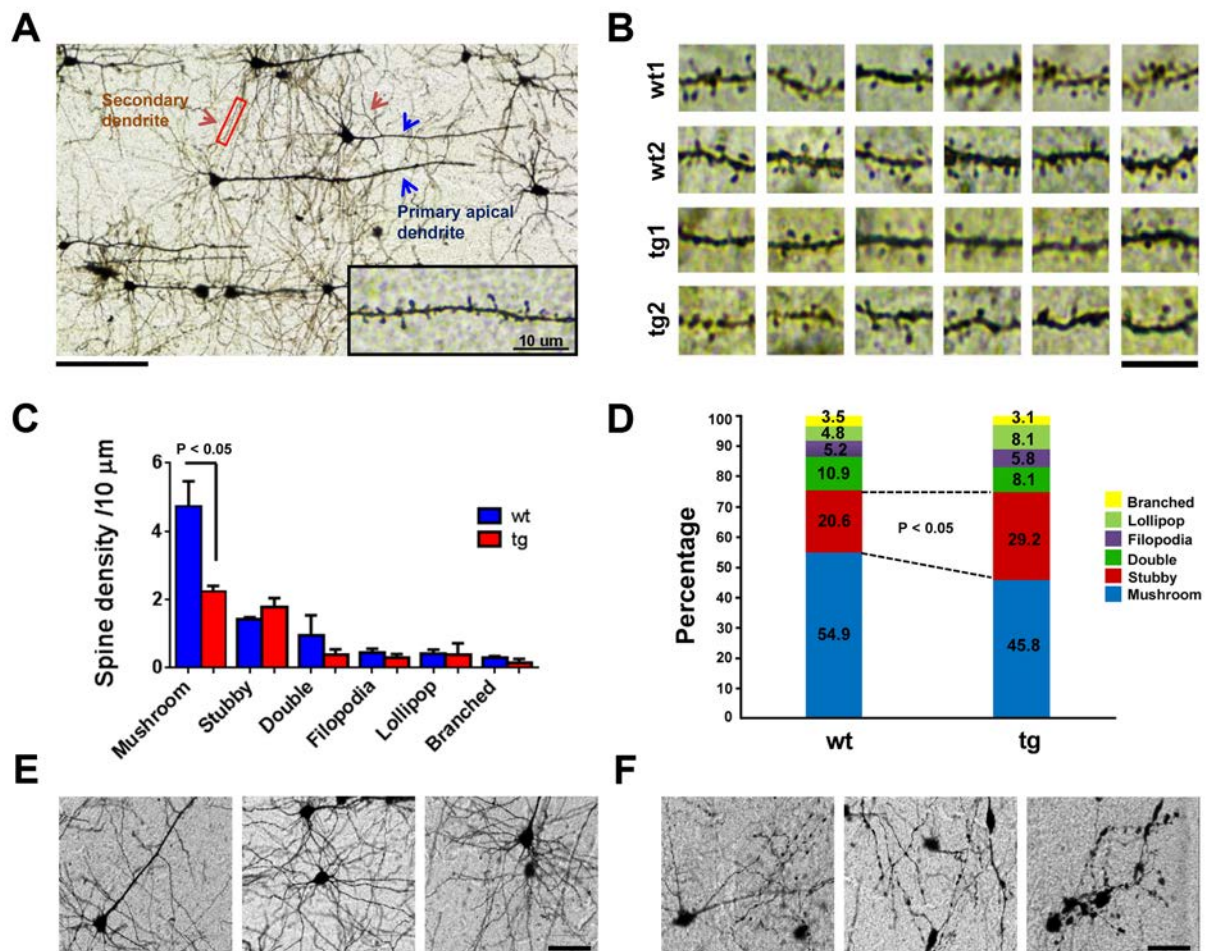 A
Secondary
dendrite
Primary apical
dendrite
10 um
B
wt1
wt2
tg1
tg2
C
P < 0.05
Spine density /10 μm
6
4
2
0
wt
tg
Mushroom
Stubby
Double
Filopodia
Lollipop
Branched
D
Percentage
100
90
80
70
60
50
40
30
20
10
0
3.5
4.8
5.2
10.9
20.6
54.9
P < 0.05
3.1
8.1
5.8
8.1
29.2
45.8
wt
tg
Branched
Lollipop
Filopodia
Double
Stubby
Mushroom
E
F